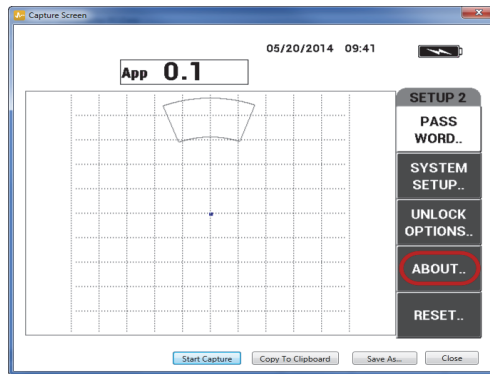 Capture Screen
05/20/2014 09:41
App 0.1
SETUP 2
PASS
WORD..
SYSTEM
SETUP..
UNLOCK
OPTIONS..
ABOUT..
RESET..
Start Capture Copy To Clipboard Save As... Close